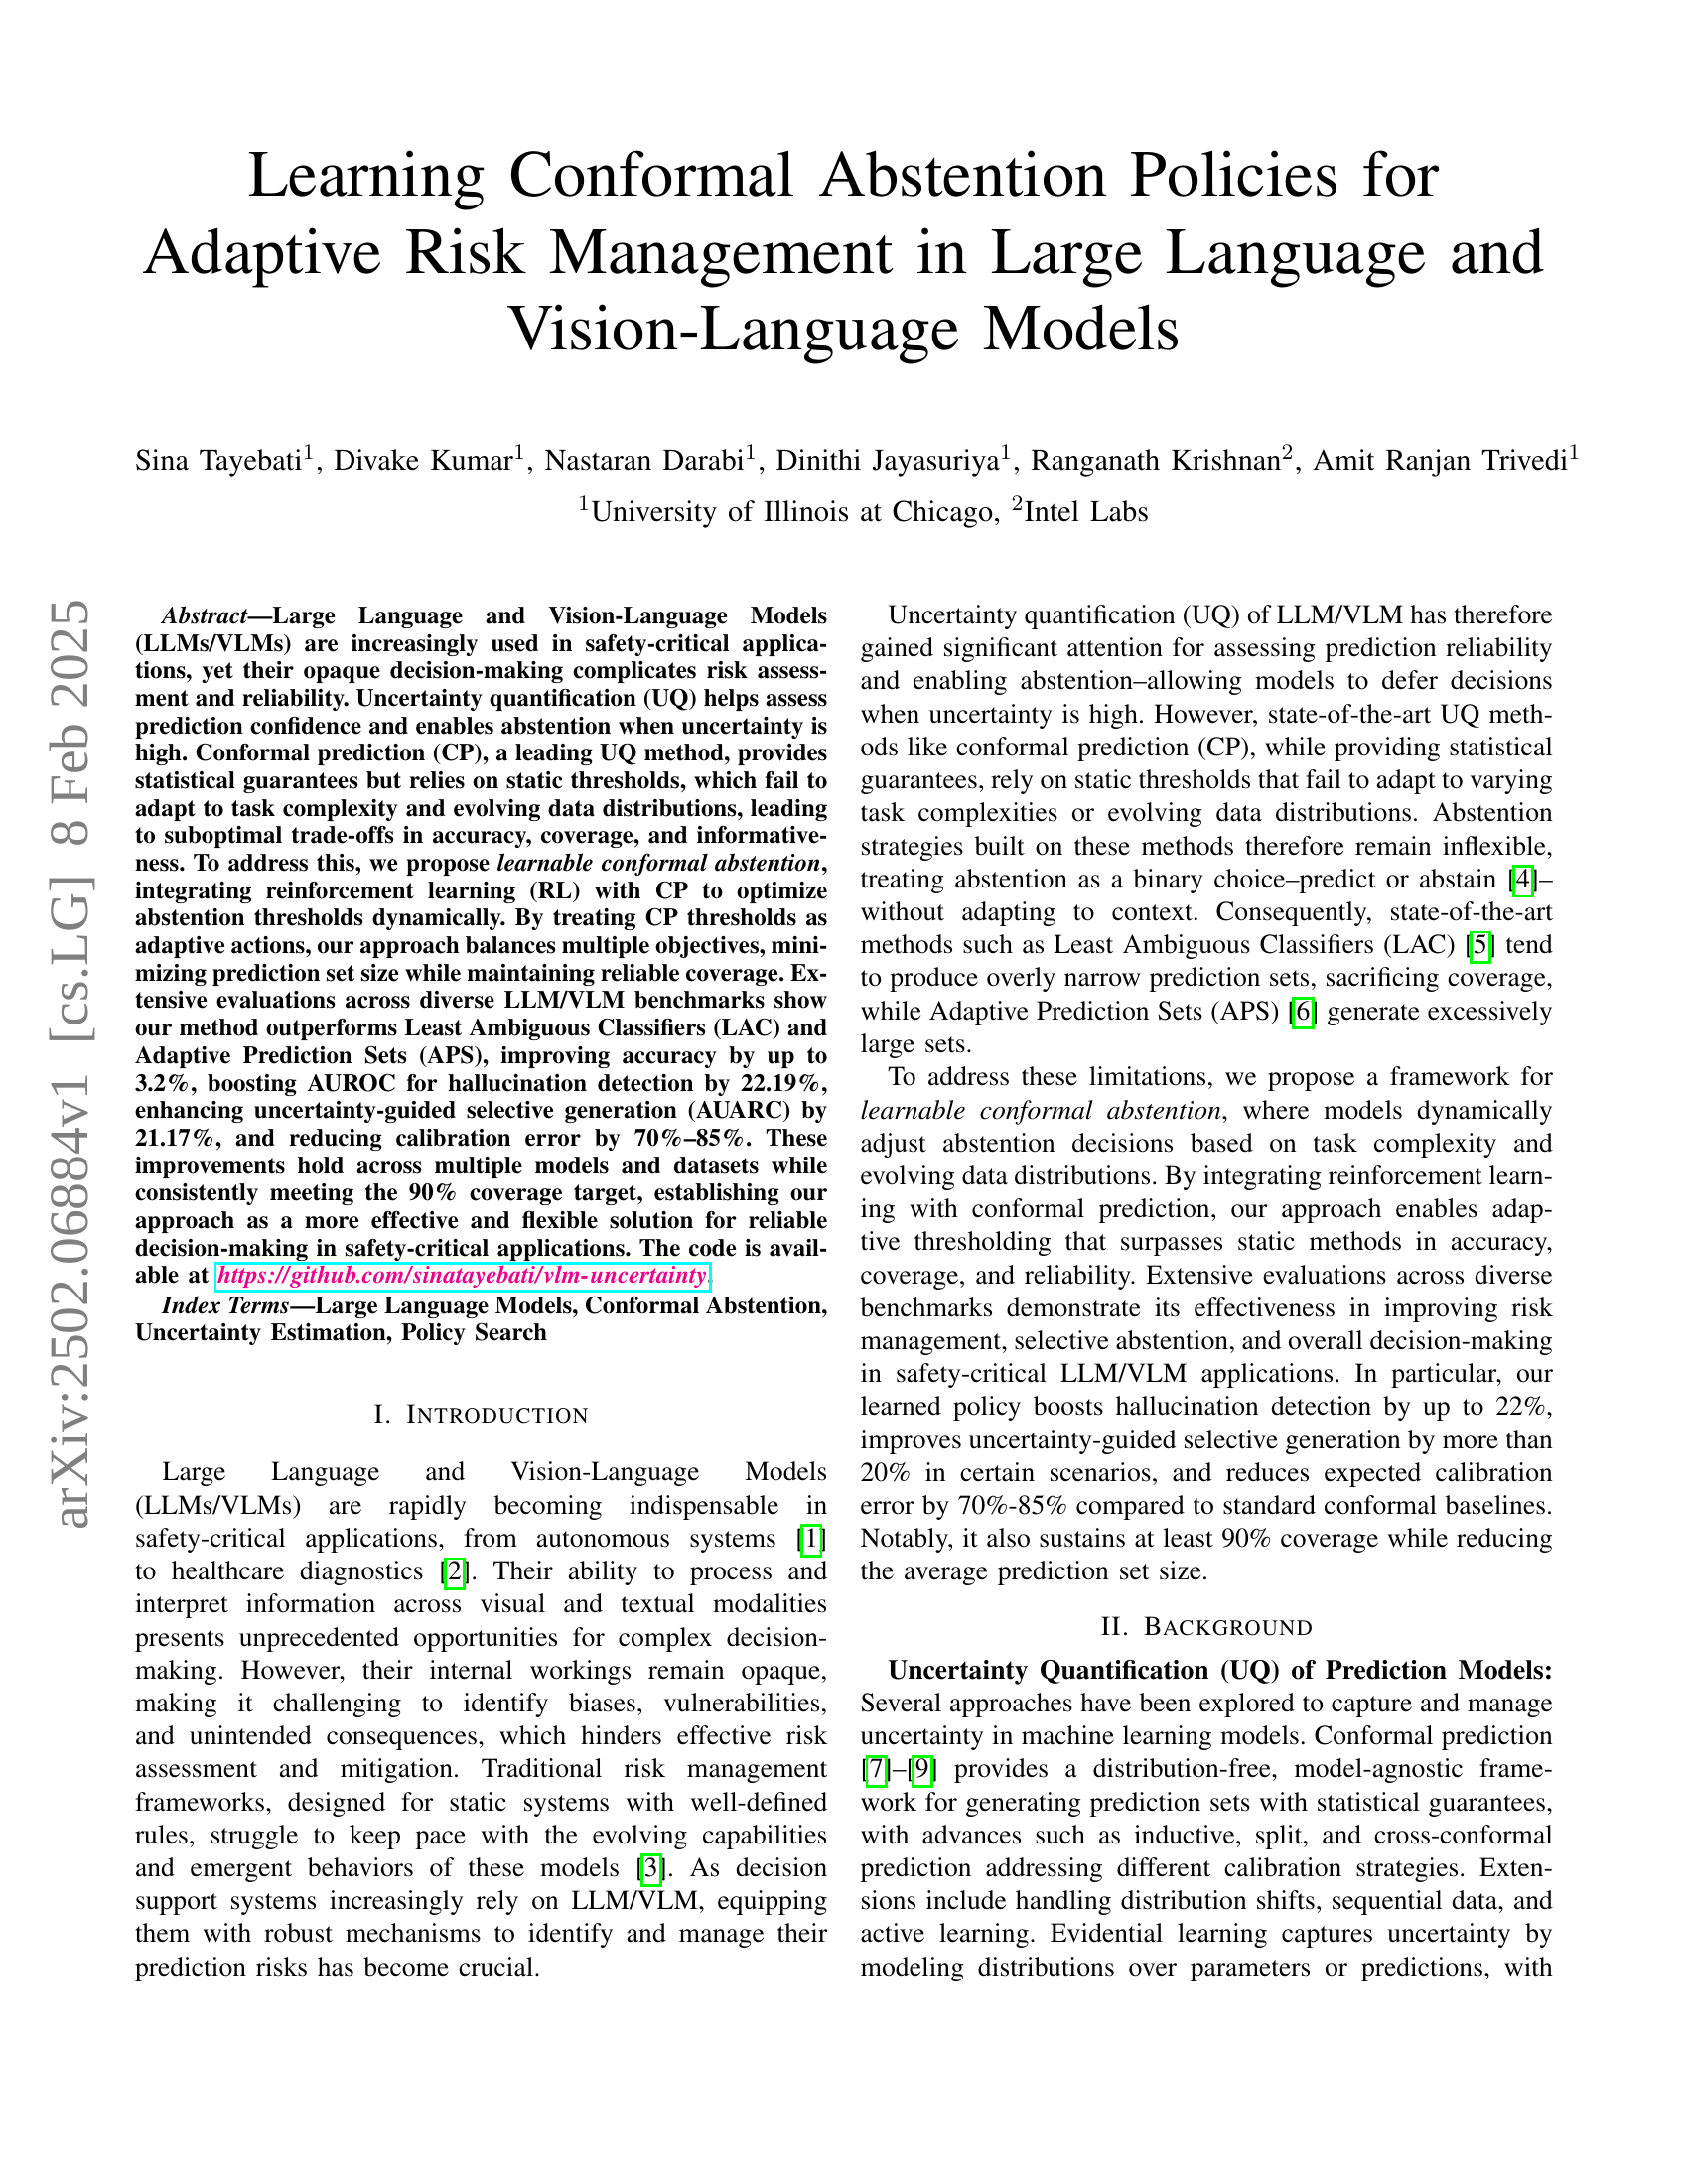 Learning Conformal Abstention Policies for
Adaptive Risk Management in Large Language and
Vision-Language Models
Sina Tayebati1, Divake Kumar1, Nastaran Darabi1, Dinithi Jayasuriya1, Ranganath Krishnan2, Amit Ranjan Trivedi1
1University of Illinois at Chicago, 2Intel Labs
arXiv:2502.06884v1 [cs.LG] 8 Feb 2025
Abstract—Large Language and Vision-Language Models
(LLMs/VLMs) are increasingly used in safety-critical applica-
tions, yet their opaque decision-making complicates risk assess-
ment and reliability. Uncertainty quantification (UQ) helps assess
prediction confidence and enables abstention when uncertainty is
high. Conformal prediction (CP), a leading UQ method, provides
statistical guarantees but relies on static thresholds, which fail to
adapt to task complexity and evolving data distributions, leading
to suboptimal trade-offs in accuracy, coverage, and informative-
ness. To address this, we propose learnable conformal abstention,
integrating reinforcement learning (RL) with CP to optimize
abstention thresholds dynamically. By treating CP thresholds as
adaptive actions, our approach balances multiple objectives, mini-
mizing prediction set size while maintaining reliable coverage. Ex-
tensive evaluations across diverse LLM/VLM benchmarks show
our method outperforms Least Ambiguous Classifiers (LAC) and
Adaptive Prediction Sets (APS), improving accuracy by up to
3.2%, boosting AUROC for hallucination detection by 22.19%,
enhancing uncertainty-guided selective generation (AUARC) by
21.17%, and reducing calibration error by 70%–85%. These
improvements hold across multiple models and datasets while
consistently meeting the 90% coverage target, establishing our
approach as a more effective and flexible solution for reliable
decision-making in safety-critical applications. The code is avail-
able at https://github.com/sinatayebati/vlm-uncertainty.
Index Terms—Large Language Models, Conformal Abstention,
Uncertainty Estimation, Policy Search
I. INTRODUCTION
Large Language and Vision-Language Models
(LLMs/VLMs) are rapidly becoming indispensable in
safety-critical applications, from autonomous systems [1]
to healthcare diagnostics [2]. Their ability to process and
interpret information across visual and textual modalities
presents unprecedented opportunities for complex decision-
making. However, their internal workings remain opaque,
making it challenging to identify biases, vulnerabilities,
and unintended consequences, which hinders effective risk
assessment and mitigation. Traditional risk management
frameworks, designed for static systems with well-defined
rules, struggle to keep pace with the evolving capabilities
and emergent behaviors of these models [3]. As decision
support systems increasingly rely on LLM/VLM, equipping
them with robust mechanisms to identify and manage their
prediction risks has become crucial.
Uncertainty quantification (UQ) of LLM/VLM has therefore
gained significant attention for assessing prediction reliability
and enabling abstention–allowing models to defer decisions
when uncertainty is high. However, state-of-the-art UQ meth-
ods like conformal prediction (CP), while providing statistical
guarantees, rely on static thresholds that fail to adapt to varying
task complexities or evolving data distributions. Abstention
strategies built on these methods therefore remain inflexible,
treating abstention as a binary choice–predict or abstain [4]–
without adapting to context. Consequently, state-of-the-art
methods such as Least Ambiguous Classifiers (LAC) [5] tend
to produce overly narrow prediction sets, sacrificing coverage,
while Adaptive Prediction Sets (APS) [6] generate excessively
large sets.
To address these limitations, we propose a framework for
learnable conformal abstention, where models dynamically
adjust abstention decisions based on task complexity and
evolving data distributions. By integrating reinforcement learn-
ing with conformal prediction, our approach enables adap-
tive thresholding that surpasses static methods in accuracy,
coverage, and reliability. Extensive evaluations across diverse
benchmarks demonstrate its effectiveness in improving risk
management, selective abstention, and overall decision-making
in safety-critical LLM/VLM applications. In particular, our
learned policy boosts hallucination detection by up to 22%,
improves uncertainty-guided selective generation by more than
20% in certain scenarios, and reduces expected calibration
error by 70%-85% compared to standard conformal baselines.
Notably, it also sustains at least 90% coverage while reducing
the average prediction set size.
II. BACKGROUND
Uncertainty Quantification (UQ) of Prediction Models:
Several approaches have been explored to capture and manage
uncertainty in machine learning models. Conformal prediction
[7]–[9] provides a distribution-free, model-agnostic frame-
work for generating prediction sets with statistical guarantees,
with advances such as inductive, split, and cross-conformal
prediction addressing different calibration strategies. Exten-
sions include handling distribution shifts, sequential data, and
active learning. Evidential learning captures uncertainty by
modeling distributions over parameters or predictions, with